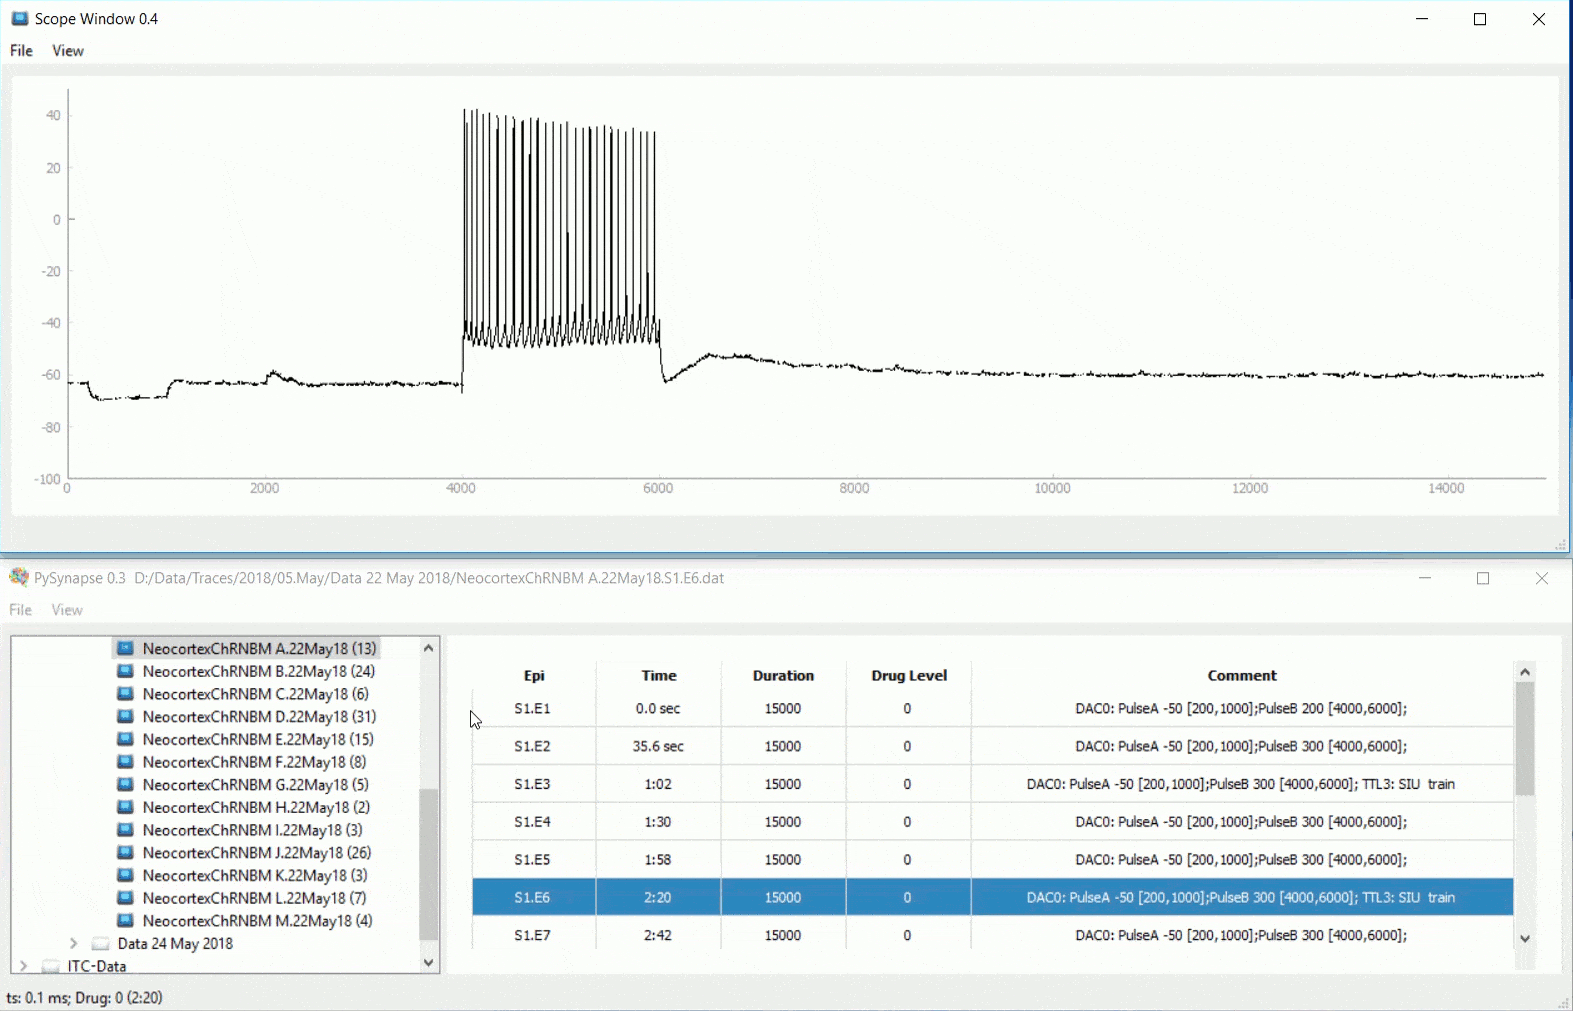 Scope Window 0.4
File View
40
20
0
-20
-40
-60
-80
-100
0 2000 4000 6000 8000 10000 12000 14000
PySynapse 0.3 D:/Data/Traces/2018/05.May/Data 22 May 2018/NeocortexChRNBM A.22May18.S1.E6.dat
File View
NeocortexChRNBM A.22May18 (13)
NeocortexChRNBM B.22May18 (24)
NeocortexChRNBM C.22May18 (6)
NeocortexChRNBM D.22May18 (31)
NeocortexChRNBM E.22May18 (15)
NeocortexChRNBM F.22May18 (8)
NeocortexChRNBM G.22May18 (5)
NeocortexChRNBM H.22May18 (2)
NeocortexChRNBM I.22May18 (3)
NeocortexChRNBM J.22May18 (26)
NeocortexChRNBM K.22May18 (3)
NeocortexChRNBM L.22May18 (7)
NeocortexChRNBM M.22May18 (4)
Data 24 May 2018
ITC-Data
Epi Time Duration Drug Level Comment
S1.E1 0.0 sec 15000 0 DAC0: PulseA -50 [200,1000];PulseB 200 [4000,6000];
S1.E2 35.6 sec 15000 0 DAC0: PulseA -50 [200,1000];PulseB 300 [4000,6000];
S1.E3 1:02 15000 0 DAC0: PulseA -50 [200,1000];PulseB 300 [4000,6000]; TTL3: SIU train
S1.E4 1:30 15000 0 DAC0: PulseA -50 [200,1000];PulseB 300 [4000,6000];
S1.E5 1:58 15000 0 DAC0: PulseA -50 [200,1000];PulseB 300 [4000,6000];
S1.E6 2:20 15000 0 DAC0: PulseA -50 [200,1000];PulseB 300 [4000,6000]; TTL3: SIU train
S1.E7 2:42 15000 0 DAC0: PulseA -50 [200,1000];PulseB 300 [4000,6000];
ts: 0.1 ms; Drug: 0 (2:20)